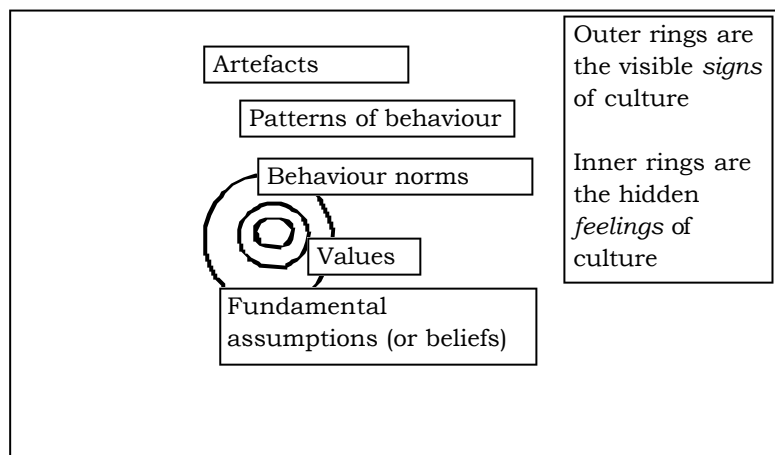 Artefacts
Patterns of behaviour
Behaviour norms
Values
Fundamental
assumptions (or beliefs)
Outer rings are
the visible signs
of culture
Inner rings are
the hidden
feelings of
culture